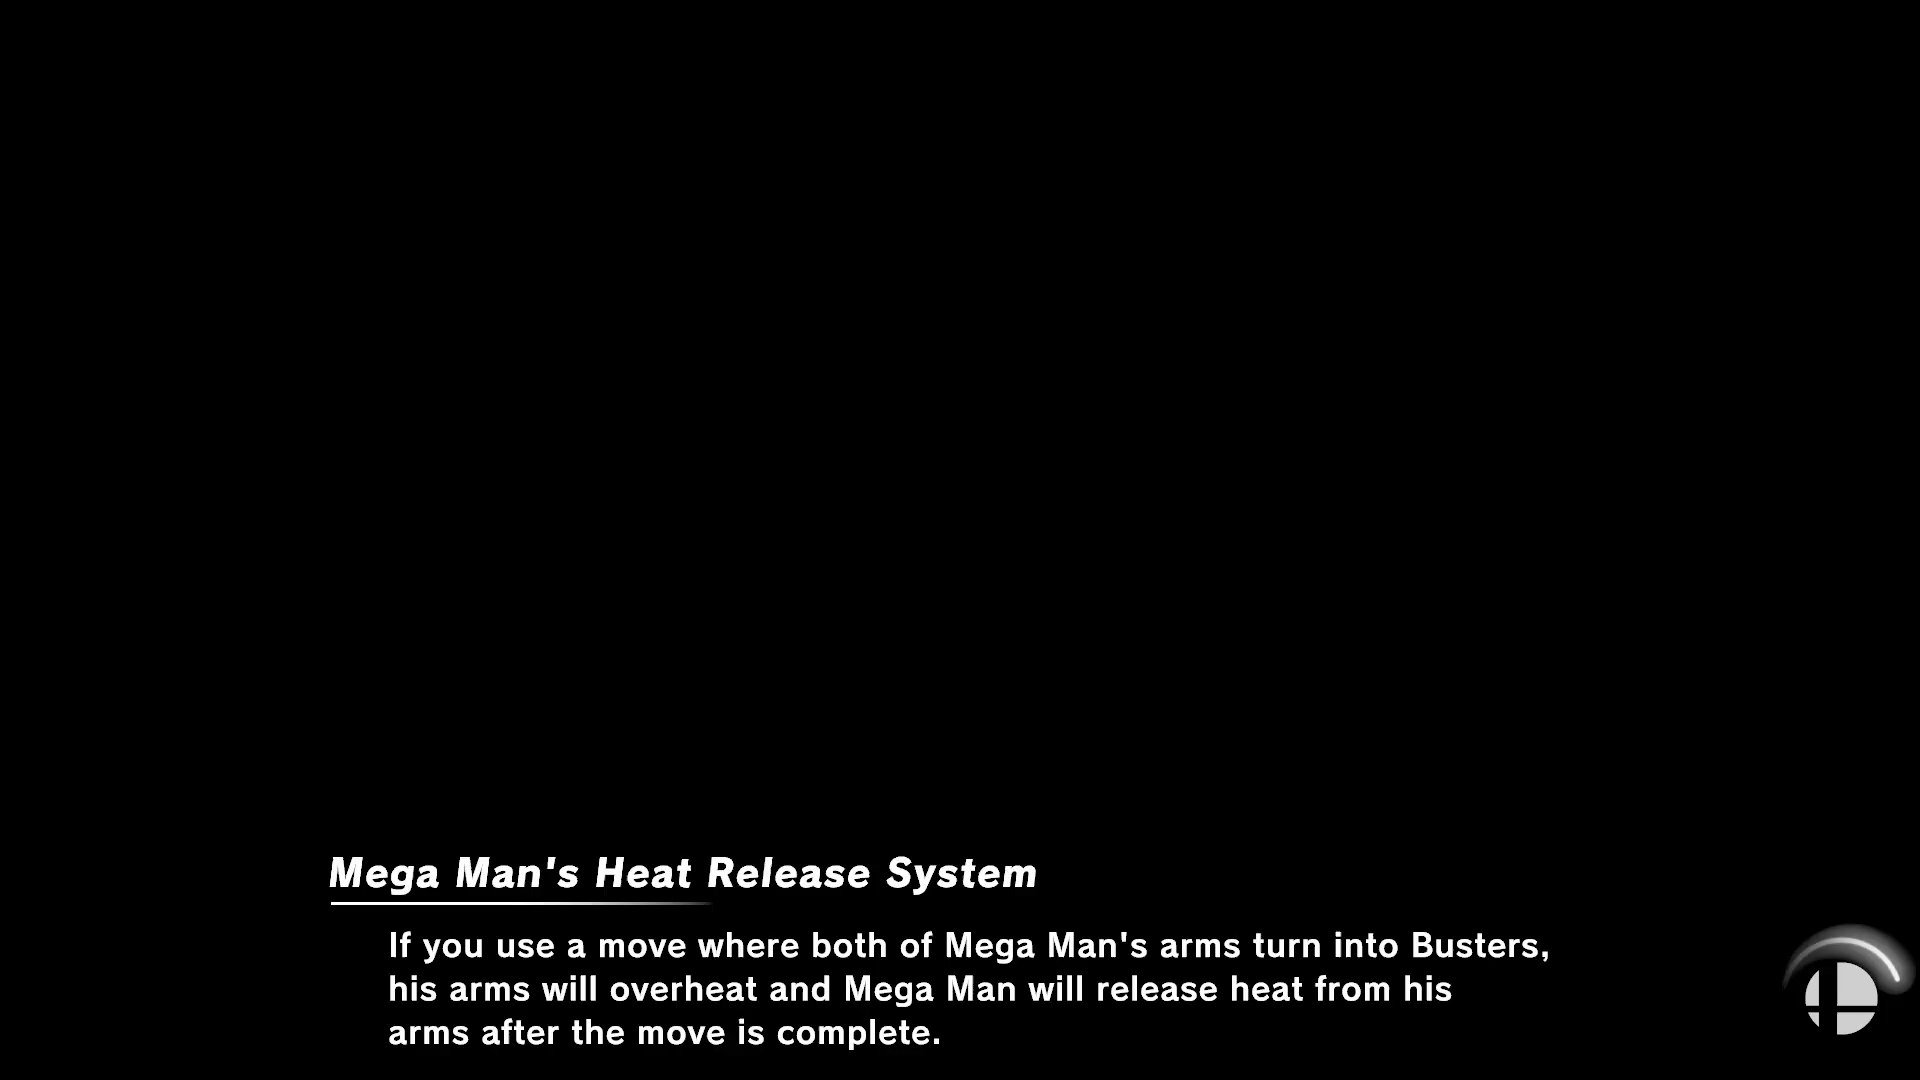 Mega Man's Heat Release System
If you use a move where both of Mega Man's arms turn into Busters,
his arms will overheat and Mega Man will release heat from his
arms after the move is complete.